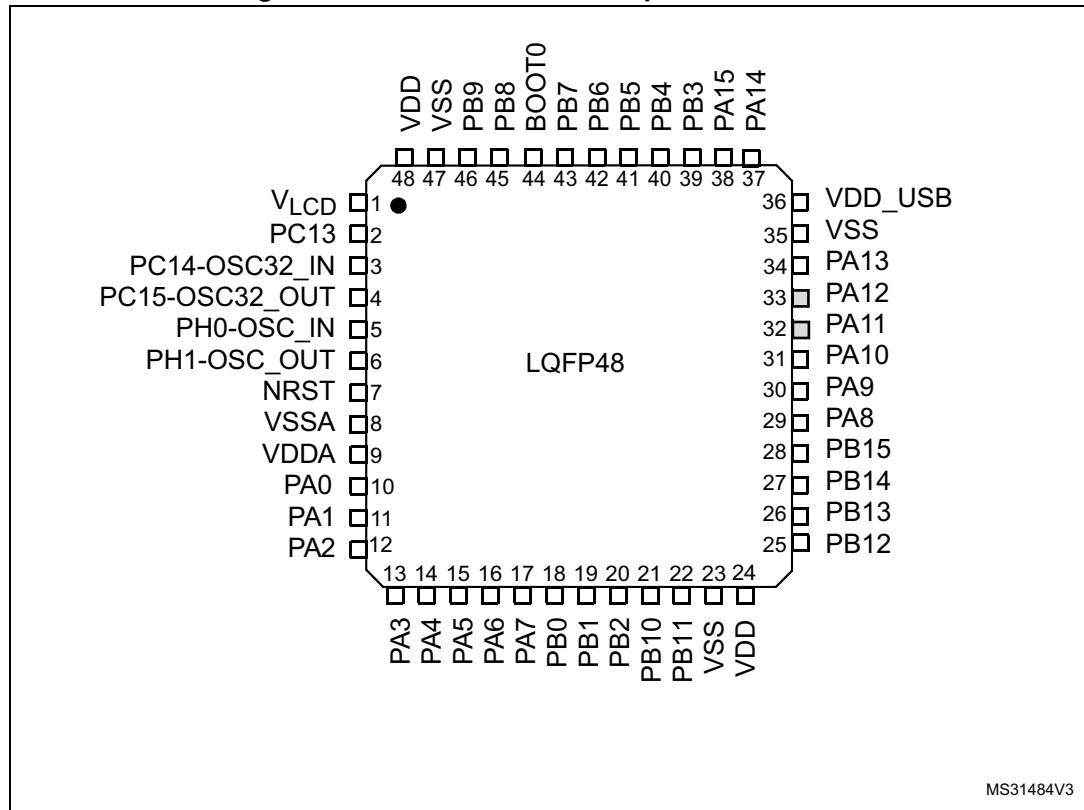 VDD
VSS
PB9
PB8
BOOT0
PB7
PB6
PB5
PB4
PB3
PA15
PA14
48 47 46 45 44 43 42 41 40 39 38 37
VLCD 1
PC13 2
PC14-OSC32_IN 3
PC15-OSC32_OUT 4
PH0-OSC_IN 5
PH1-OSC_OUT 6
NRST 7
VSSA 8
VDDA 9
PA0 10
PA1 11
PA2 12
LQFP48
36 VDD_USB
35 VSS
34 PA13
33 PA12
32 PA11
31 PA10
30 PA9
29 PA8
28 PB15
27 PB14
26 PB13
25 PB12
13 14 15 16 17 18 19 20 21 22 23 24
PA3
PA4
PA5
PA6
PA7
PB0
PB1
PB2
PB10
PB11
VSS
VDD
MS31484V3